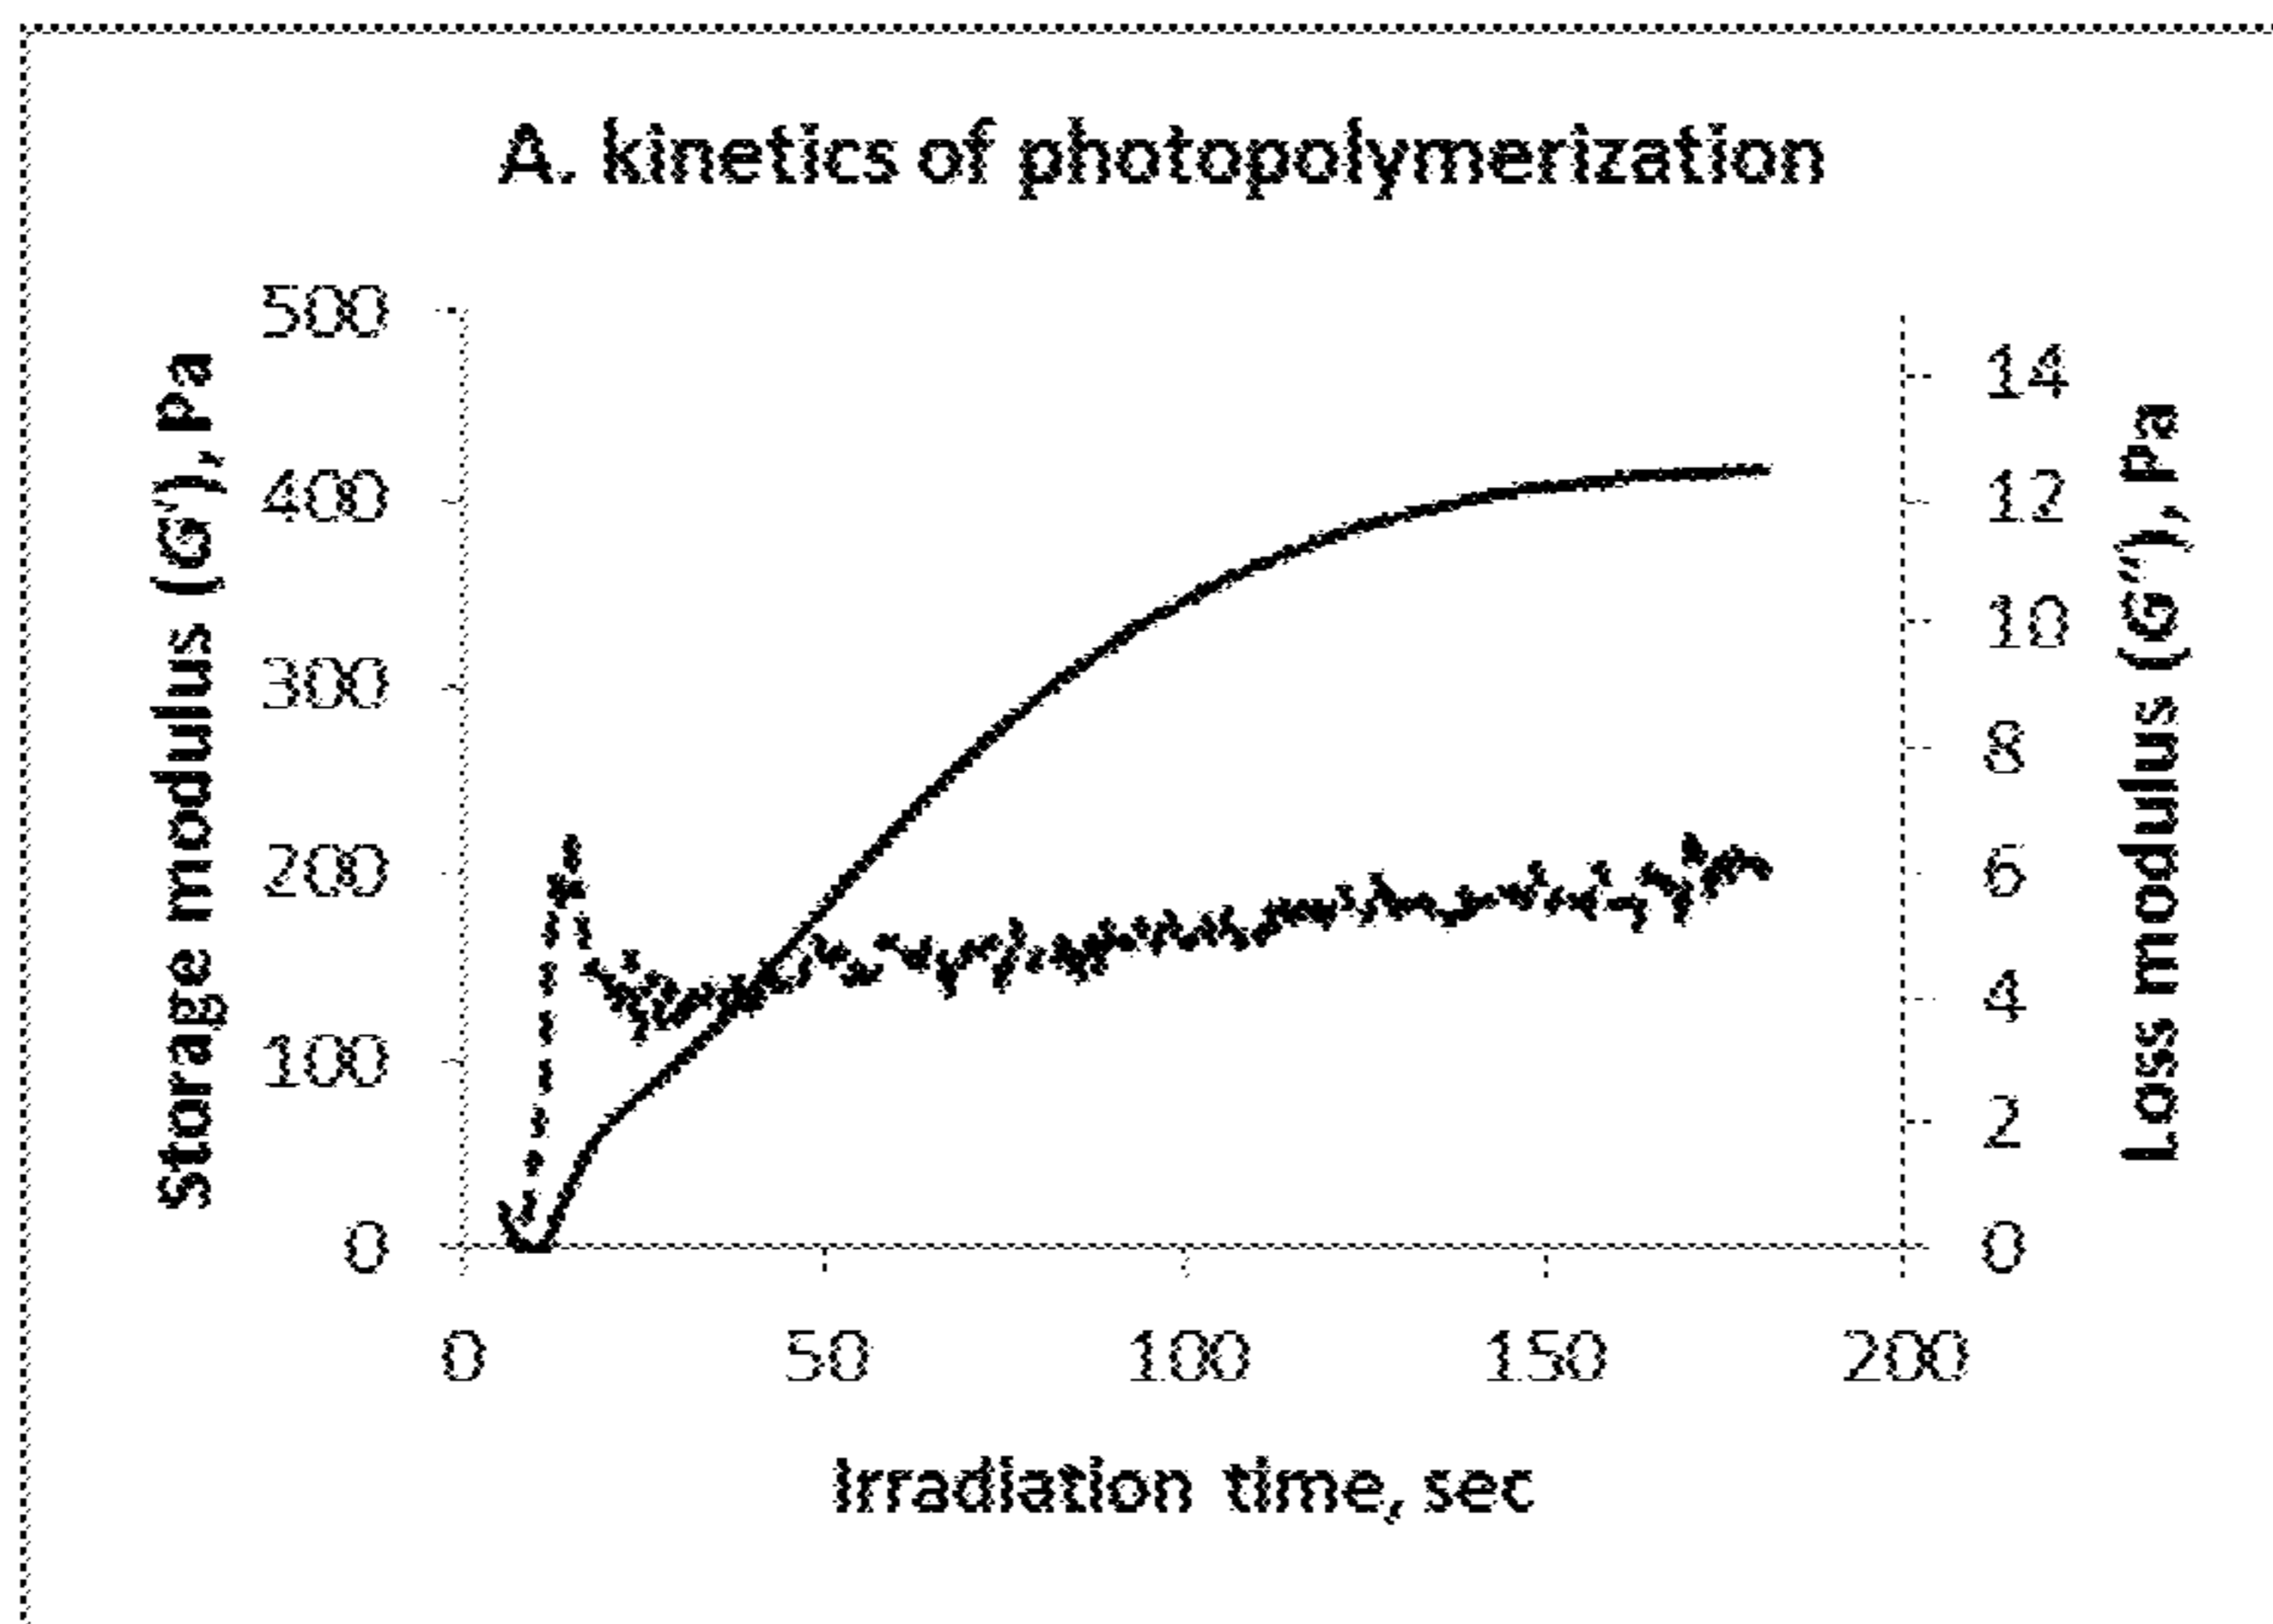 A. kinetics of photopolymerization
Storage modulus (G'), Pa
500
400
300
200
100
0
14
12
10
8
6
4
2
0
Loss modulus (G''), Pa
0 50 100 150 200
Irradiation time, sec